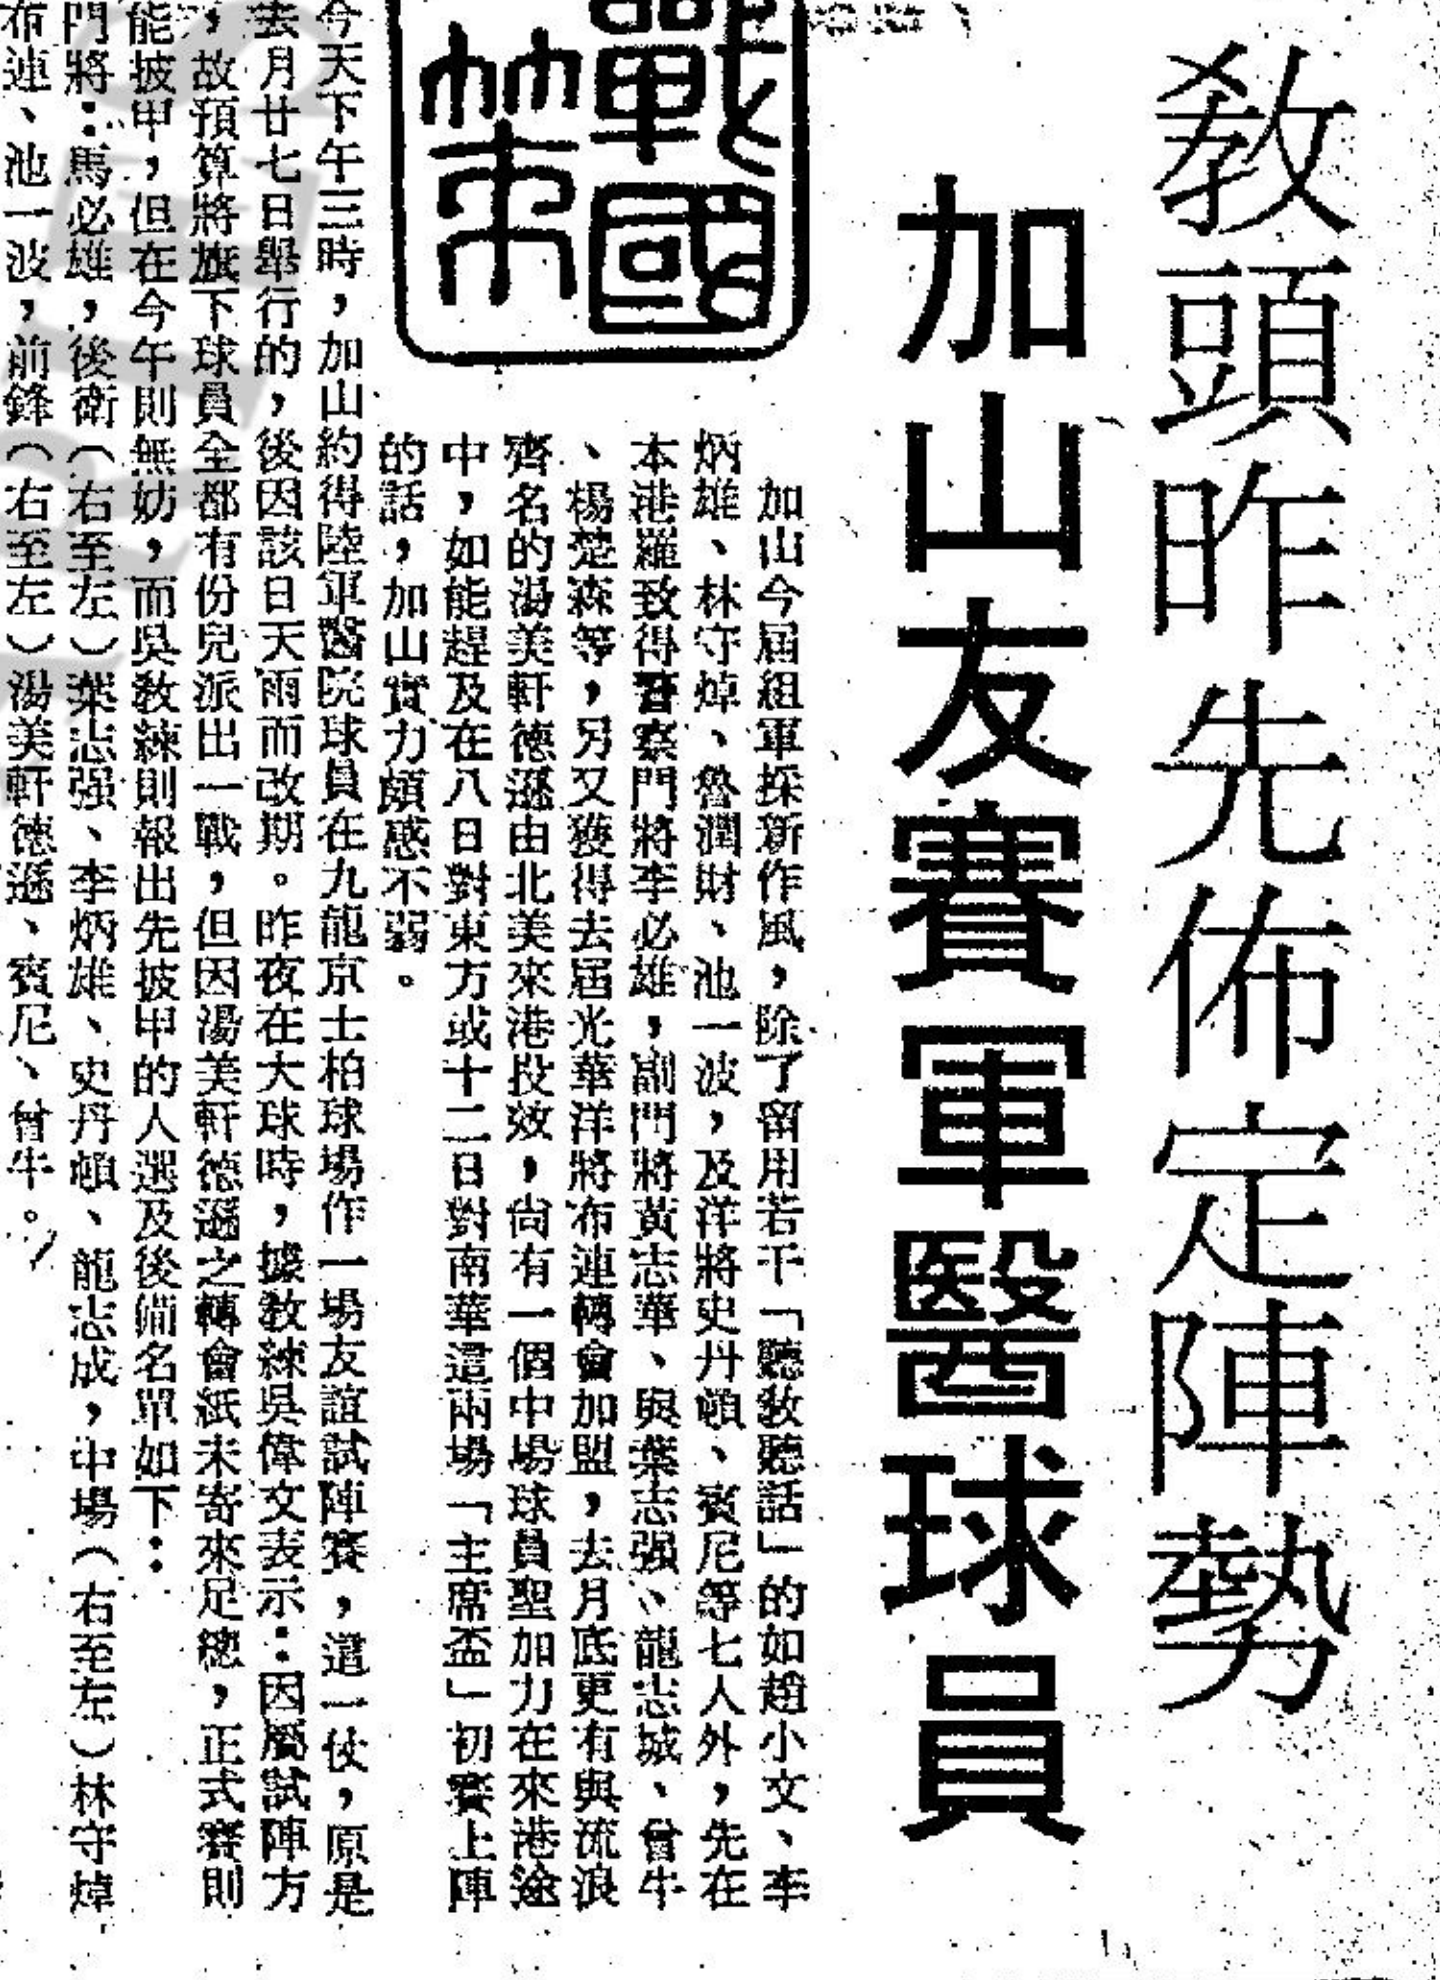 教頭昨先佈定陣勢
加山友賽軍醫球員
戰國策
加山今屆組軍採新作風，除了留用若干「聽教聽話」的如趙小文、李
炳雄、林守焯、魯潤財、池一波，及洋將史丹頓、賓尼等七人外，先在
本港羅致得警察門將李必雄，副門將黃志華、與葉志强、龍志城、曾牛
、楊楚森等，另又獲得去屆光華洋將布連轉會加盟，去月底更有與流浪
齊名的湯美軒德遜由北美來港投效，尚有一個中場球員聖加力在來港途
中，如能趕及在八日對東方或十二日對南華這兩場「主席盃」初賽上陣
的話，加山實力頗感不弱。
今天下午三時，加山約得陸軍醫院球員在九龍京士柏球場作一場友誼試陣賽，這一仗，原是
去月廿七日舉行的，後因該日天雨而改期。昨夜在大球時，據教練吳偉文表示：因屬試陣方
，故預算將旗下球員全都有份兒派出一戰，但因湯美軒德遜之轉會紙未寄來足總，正式賽則
能披甲，但在今午則無妨，而吳教練則報出先披甲的人選及後備名單如下：
門將：馬必雄，後衛（右至左）葉志强、李炳雄、史丹頓、龍志成，中場（右至左）林守焯
布連、池一波，前鋒（右至左）湯美軒德遜、賓尼、曾牛。